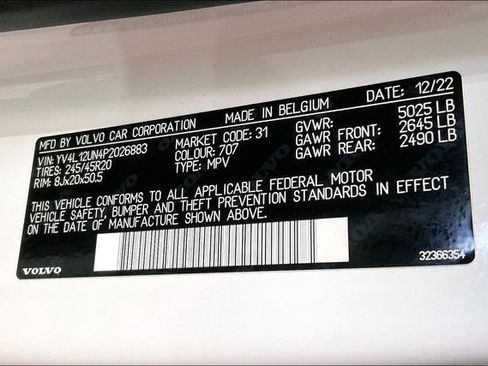 MFD BY VOLVO CAR CORPORATION MADE IN BELGIUM DATE: 12/22
VIN: YV4L12UN4P2026883 MARKET CODE: 31 GVWR: 5025 LB
TIRES: 245/45R20 COLOUR: 707 GAWR FRONT: 2645 LB
RIM: 8Jx20x50.5 TYPE: MPV GAWR REAR: 2490 LB
THIS VEHICLE CONFORMS TO ALL APPLICABLE FEDERAL MOTOR
VEHICLE SAFETY, BUMPER AND THEFT PREVENTION STANDARDS IN EFFECT
ON THE DATE OF MANUFACTURE SHOWN ABOVE.
VOLVO 32366354